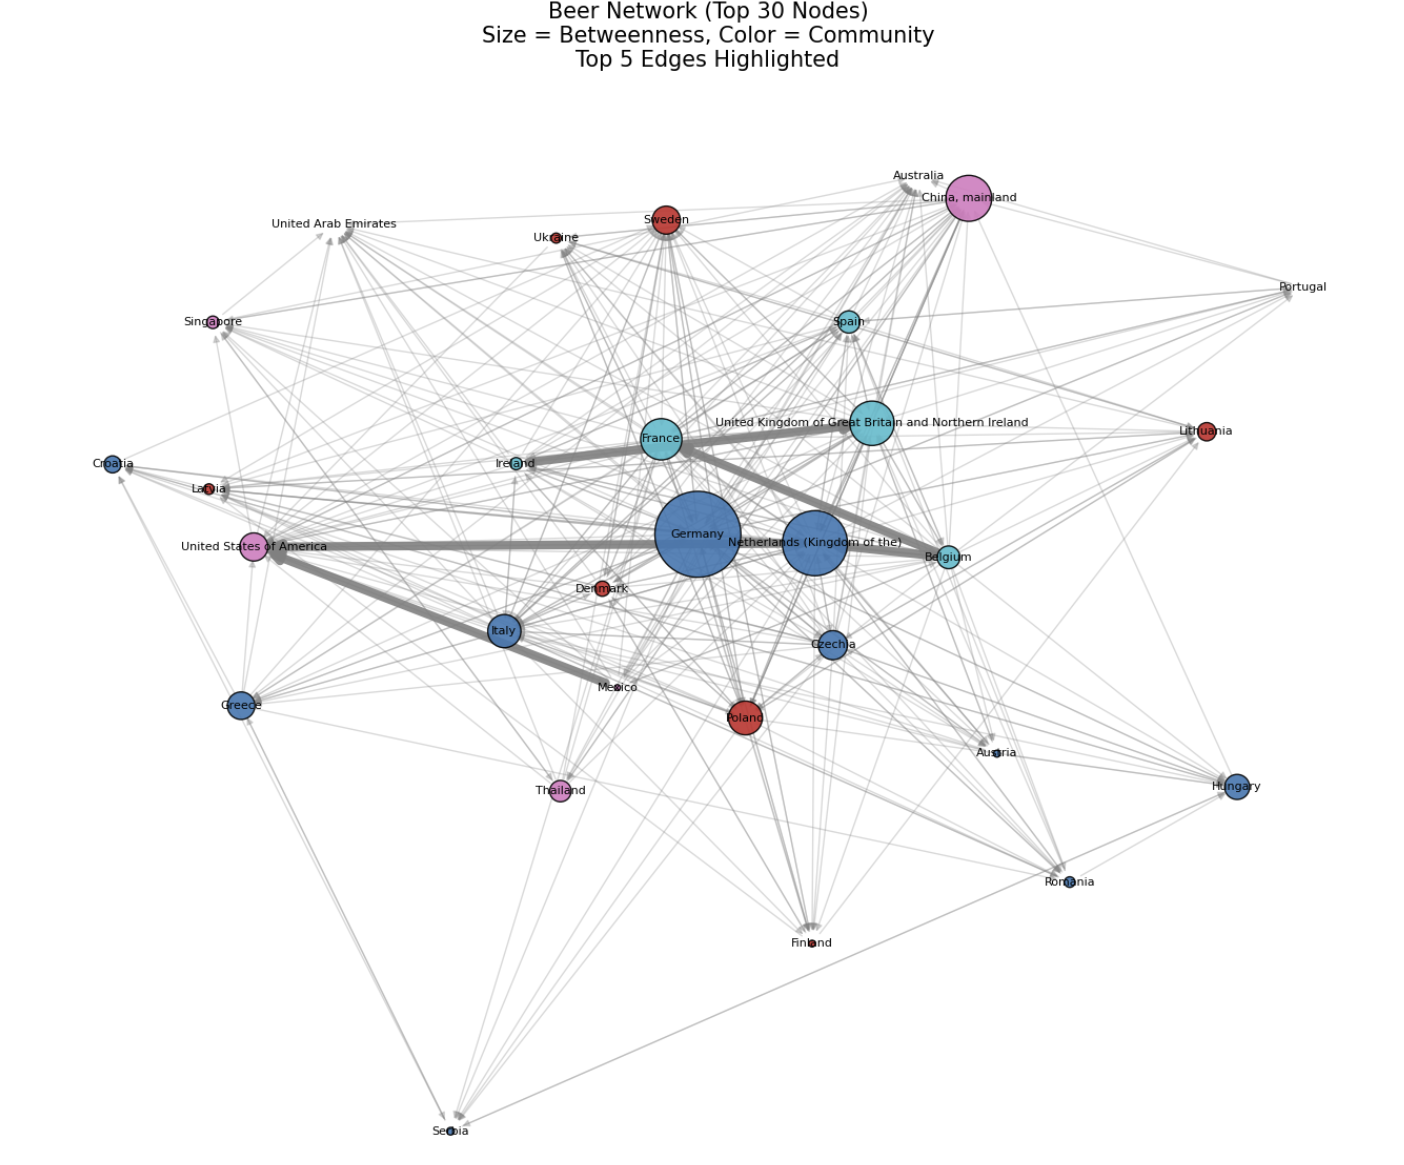 Beer Network (Top 30 Nodes)
Size = Betweenness, Color = Community
Top 5 Edges Highlighted
Australia
China, mainland
United Arab Emirates
Sweden
Ukraine
Portugal
Singapore
Spain
United Kingdom of Great Britain and Northern Ireland
Lithuania
France
Ireland
Croatia
Latvia
Germany
Netherlands (Kingdom of the)
United States of America
Belgium
Denmark
Italy
Czechia
Mexico
Greece
Poland
Austria
Hungary
Thailand
Romania
Finland
Serbia